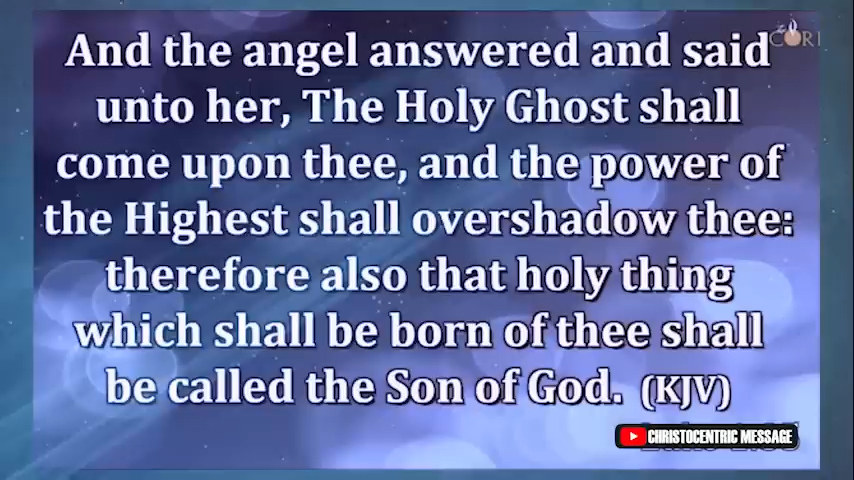 And the angel answered and said
unto her, The Holy Ghost shall
come upon thee, and the power of
the Highest shall overshadow thee:
therefore also that holy thing
which shall be born of thee shall
be called the Son of God. (KJV)
CHRISTOCENTRIC MESSAGE